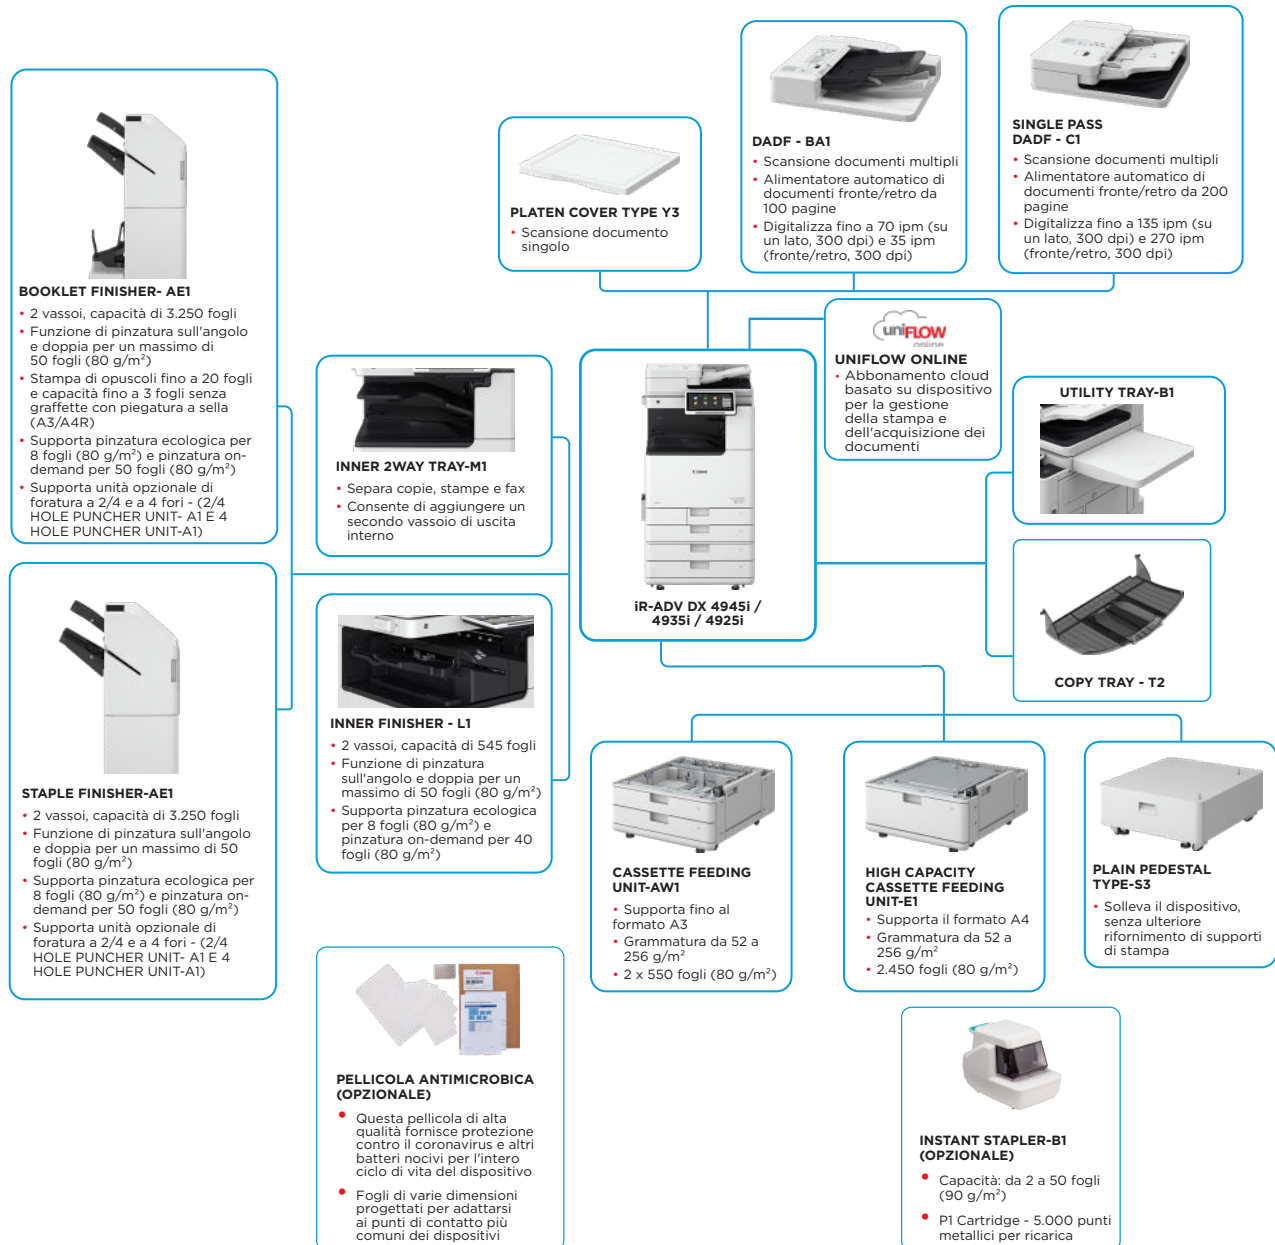 BOOKLET FINISHER- AE1
• 2 vassoi, capacità di 3.250 fogli
• Funzione di pinzatura sull'angolo
e doppia per un massimo di
50 fogli (80 g/m²)
• Stampa di opuscoli fino a 20 fogli
e capacità fino a 3 fogli senza
graffette con piegatura a sella
(A3/A4R)
• Supporta pinzatura ecologica per
8 fogli (80 g/m²) e pinzatura on-
demand per 50 fogli (80 g/m²)
• Supporta unità opzionale di
foratura a 2/4 e a 4 fori - (2/4
HOLE PUNCHER UNIT- A1 E 4
HOLE PUNCHER UNIT-A1)
STAPLE FINISHER-AE1
• 2 vassoi, capacità di 3.250 fogli
• Funzione di pinzatura sull'angolo
e doppia per un massimo di 50
fogli (80 g/m²)
• Supporta pinzatura ecologica per
8 fogli (80 g/m²) e pinzatura on-
demand per 50 fogli (80 g/m²)
• Supporta unità opzionale di
foratura a 2/4 e a 4 fori - (2/4
HOLE PUNCHER UNIT- A1 E 4
HOLE PUNCHER UNIT-A1)
INNER 2WAY TRAY-M1
• Separa copie, stampe e fax
• Consente di aggiungere un
secondo vassoio di uscita
interno
INNER FINISHER - L1
• 2 vassoi, capacità di 545 fogli
• Funzione di pinzatura
sull'angolo e doppia per un
massimo di 50 fogli (80 g/m²)
• Supporta pinzatura ecologica
per 8 fogli (80 g/m²) e
pinzatura on-demand per 40
fogli (80 g/m²)
PLATEN COVER TYPE Y3
• Scansione documento
singolo
DADF - BA1
• Scansione documenti multipli
• Alimentatore automatico di
documenti fronte/retro da
100 pagine
• Digitalizza fino a 70 ipm (su
un lato, 300 dpi) e 35 ipm
(fronte/retro, 300 dpi)
SINGLE PASS
DADF - C1
• Scansione documenti multipli
• Alimentatore automatico di
documenti fronte/retro da 200
pagine
• Digitalizza fino a 135 ipm (su
un lato, 300 dpi) e 270 ipm
(fronte/retro, 300 dpi)
uniFLOW
online
UNIFLOW ONLINE
• Abbonamento cloud
basato su dispositivo
per la gestione
della stampa e
dell'acquisizione dei
documenti
Canon
iR-ADV DX 4945i /
4935i / 4925i
UTILITY TRAY-B1
COPY TRAY - T2
CASSETTE FEEDING
UNIT-AW1
• Supporta fino al
formato A3
• Grammatura da 52 a
256 g/m²
• 2 x 550 fogli (80 g/m²)
HIGH CAPACITY
CASSETTE FEEDING
UNIT-E1
• Supporta il formato A4
• Grammatura da 52 a
256 g/m²
• 2.450 fogli (80 g/m²)
PLAIN PEDESTAL
TYPE-S3
• Solleva il dispositivo,
senza ulteriore
rifornimento di supporti
di stampa
Canon
PELLICOLA ANTIMICROBICA
(OPZIONALE)
• Questa pellicola di alta
qualità fornisce protezione
contro il coronavirus e altri
batteri nocivi per l'intero
ciclo di vita del dispositivo
• Fogli di varie dimensioni
progettati per adattarsi
ai punti di contatto più
comuni dei dispositivi
INSTANT STAPLER-B1
(OPZIONALE)
• Capacità: da 2 a 50 fogli
(90 g/m²)
• P1 Cartridge - 5.000 punti
metallici per ricarica